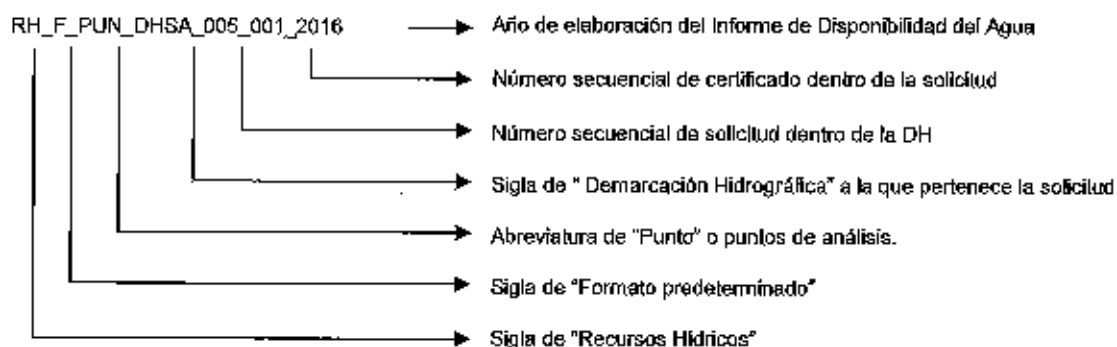 RH_F_PUN_DHSA_005_001_2016 Año de elaboración del Informe de Disponibilidad del Agua
Número secuencial de certificado dentro de la solicitud
Número secuencial de solicitud dentro de la DH
Sigla de " Demarcación Hidrográfica" a la que pertenece la solicitud
Abreviatura de "Punto" o puntos de análisis.
Sigla de "Formato predeterminado"
Sigla de "Recursos Hídricos"